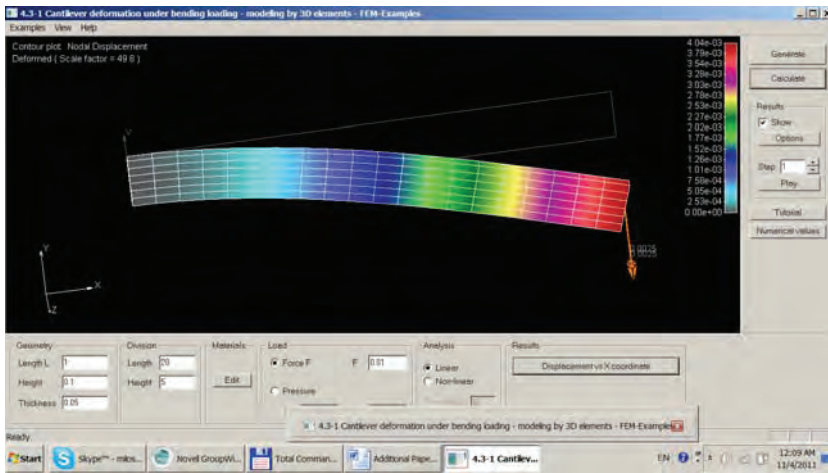 4.3-1 Cantilever deformation under bending loading - modeling by 3D elements - FEM-Examples
Examples View Help
Contour plot Nodal Displacement
Deformed ( Scale factor = 49.8 )
4.04e-03
3.79e-03
3.54e-03
3.28e-03
3.03e-03
2.78e-03
2.53e-03
2.27e-03
2.02e-03
1.77e-03
1.52e-03
1.26e-03
1.01e-03
7.58e-04
5.05e-04
2.53e-04
0.00e+00
Y
0.0025
0.0025
Y
X
Z
Generate
Calculate
Results
Show
Options
Step 1
Play
Tutorial
Numerical values
Geometry
Length L 1
Height 0.1
Thickness 0.05
Division
Length 20
Height 5
Materials
Edit
Load
Force F F 0.01
Pressure
Analysis
Linear
Non-linear
Results
Displacement vs X coordinate
4.3-1 Cantilever deformation under bending loading - modeling by 3D elements - FEM-Examples
Ready
Start Skype™ - milos... Novell GroupWi... Total Comman... Additional Pape... 4.3-1 Cantilev... EN 12:09 AM
11/4/2011